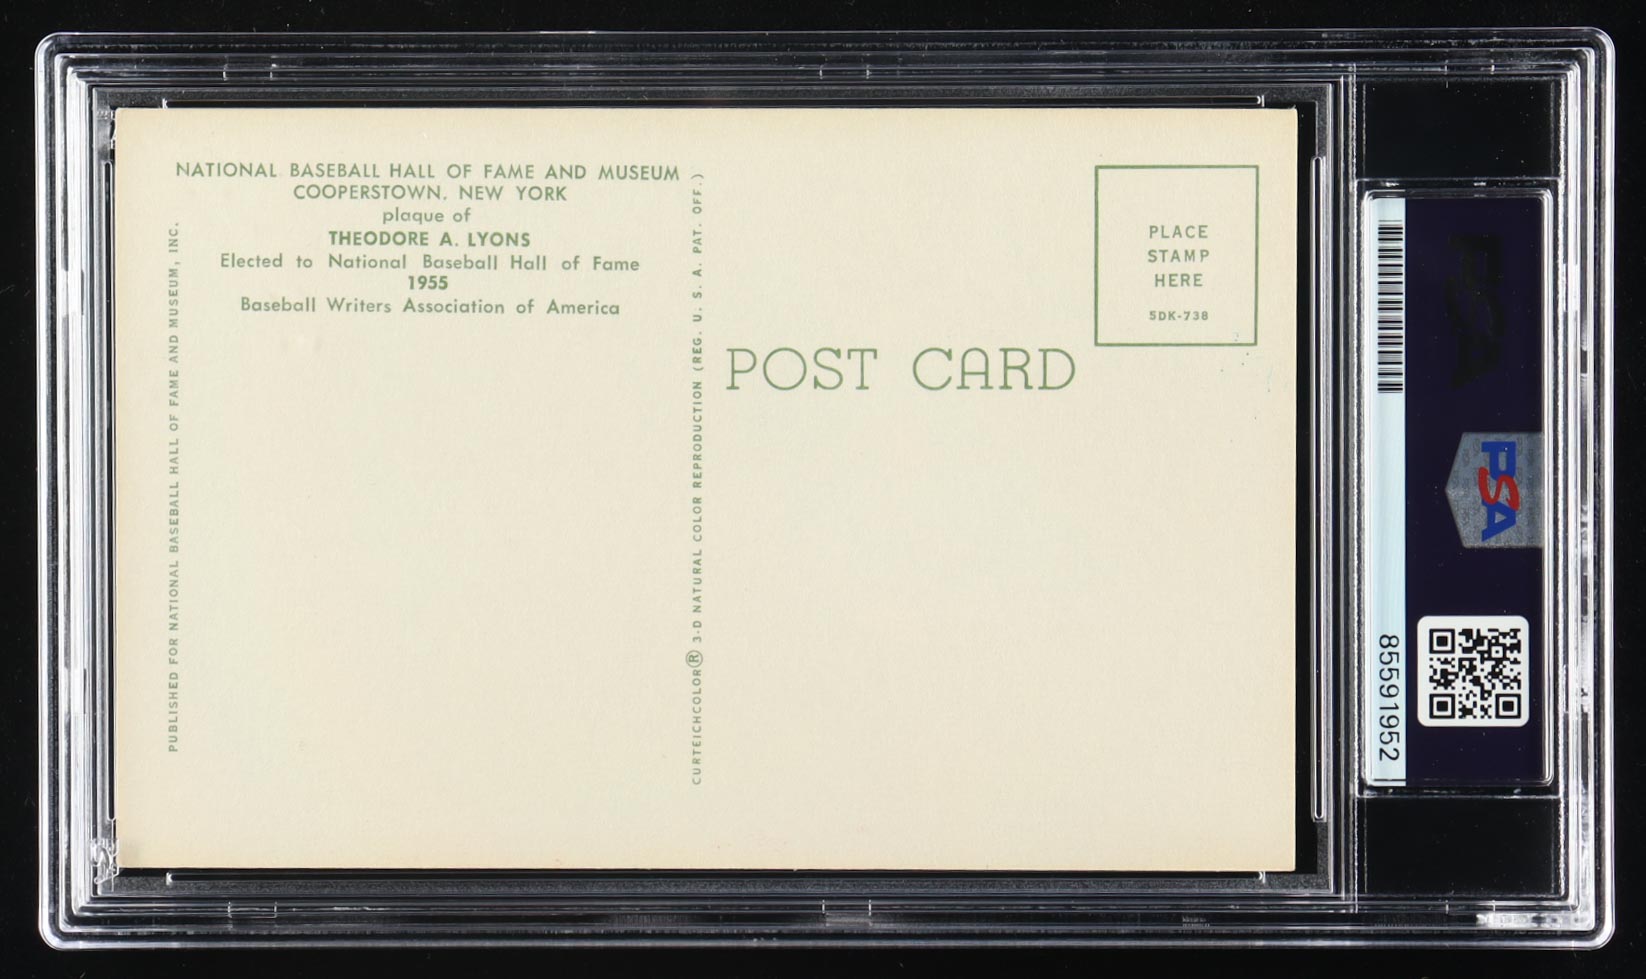 NATIONAL BASEBALL HALL OF FAME AND MUSEUM
COOPERSTOWN, NEW YORK
plaque of
THEODORE A. LYONS
Elected to National Baseball Hall of Fame
1955
Baseball Writers Association of America
PUBLISHED FOR NATIONAL BASEBALL HALL OF FAME AND MUSEUM, INC.
CURTEICHCOLOR® 3-D NATURAL COLOR REPRODUCTION (REG. U. S. A. PAT. OFF.)
POST CARD
PLACE
STAMP
HERE
5DK-738
PSA
PSA
85591952